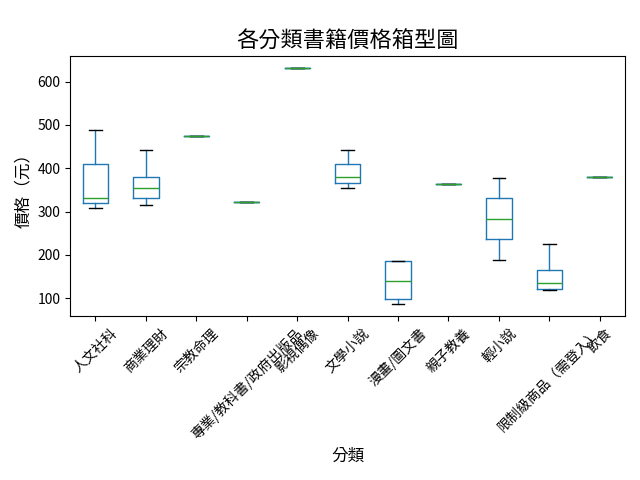 各分類書籍價格箱型圖
價格（元）
600
500
400
300
200
100
人文社科
商業理財
宗教命理
專業/教科書/政府出版品
影視偶像
文學小說
漫畫/圖文書
親子教養
輕小說
限制級商品（需登入）
飲食
分類